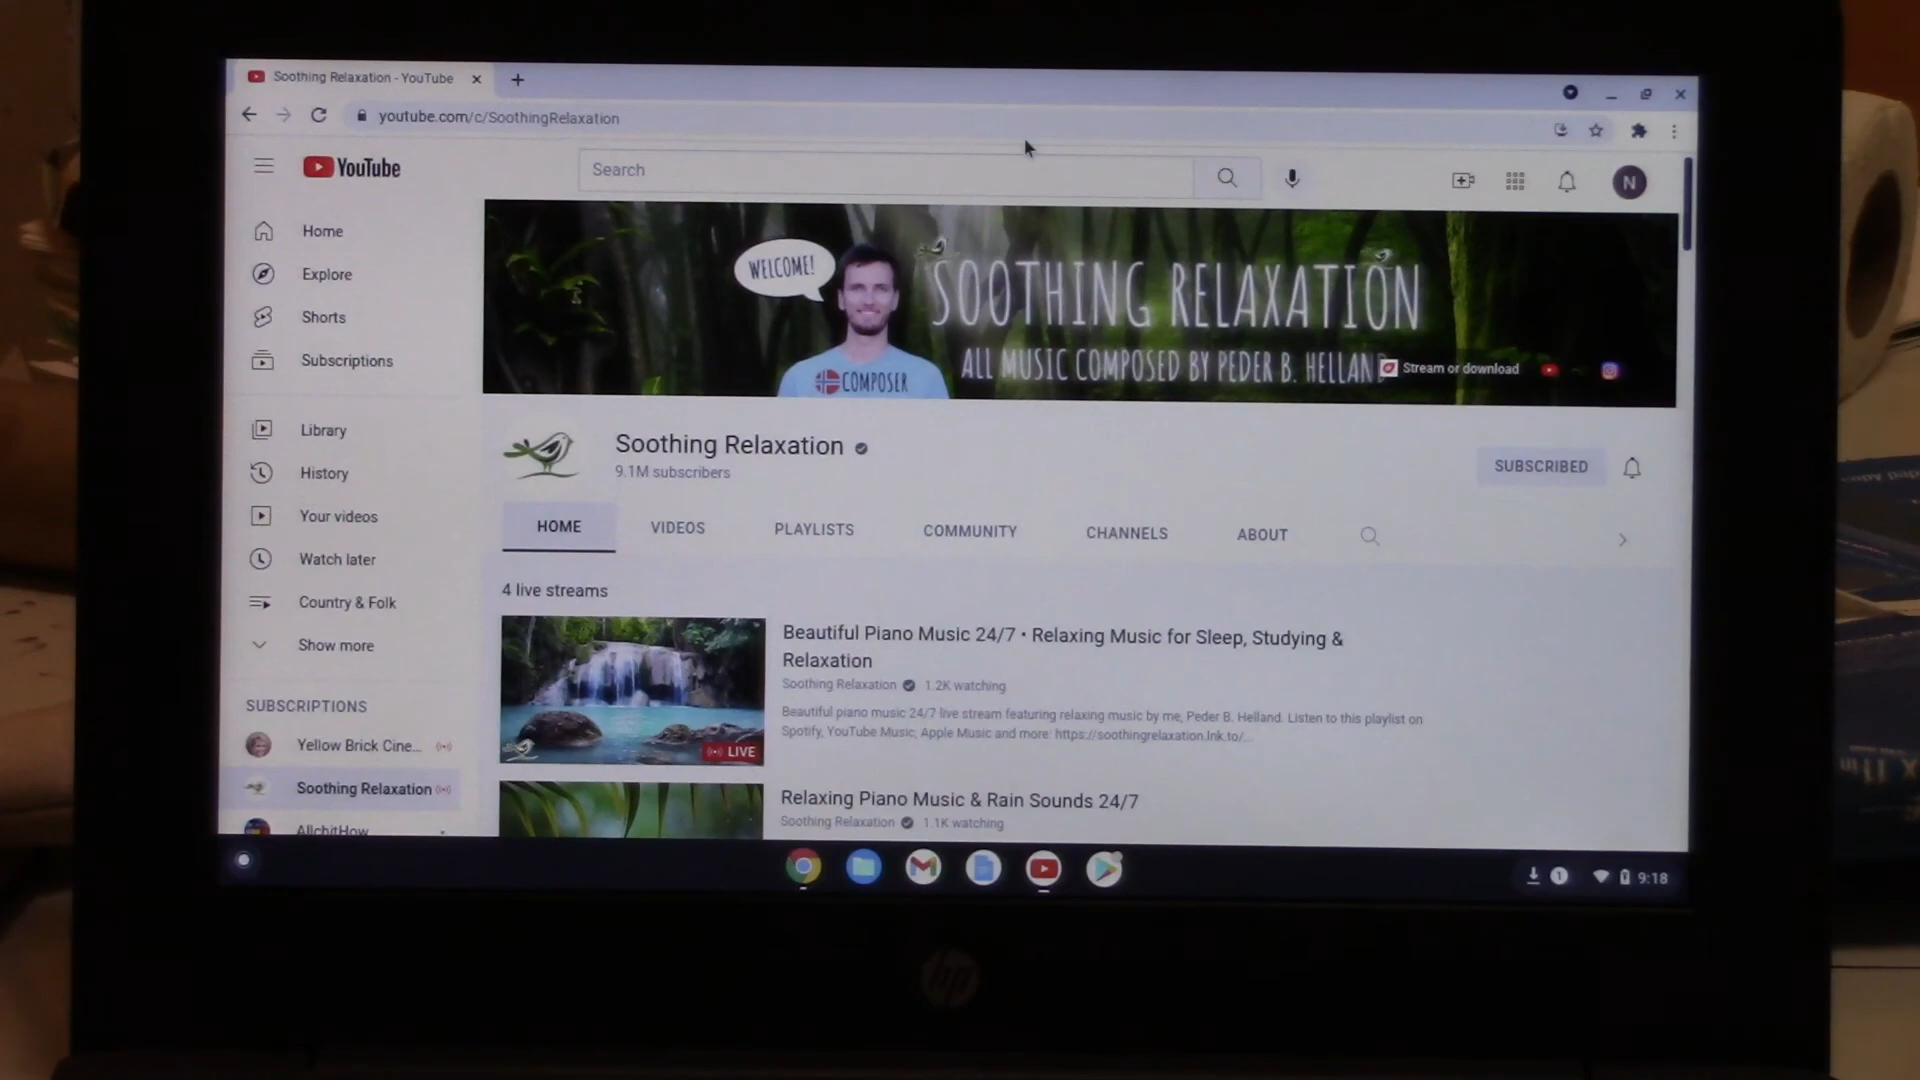 Soothing Relaxation - YouTube
youtube.com/c/SoothingRelaxation
YouTube
Search
N
Home
Explore
Shorts
Subscriptions
Library
History
Your videos
Watch later
Country & Folk
Show more
SUBSCRIPTIONS
Yellow Brick Cine...
Soothing Relaxation
AllchitHow
WELCOME!
COMPOSER
SOOTHING RELAXATION
ALL MUSIC COMPOSED BY PEDER B. HELLAND
Stream or download
Soothing Relaxation
9.1M subscribers
SUBSCRIBED
HOME VIDEOS PLAYLISTS COMMUNITY CHANNELS ABOUT
4 live streams
LIVE
Beautiful Piano Music 24/7 • Relaxing Music for Sleep, Studying &
Relaxation
Soothing Relaxation 1.2K watching
Beautiful piano music 24/7 live stream featuring relaxing music by me, Peder B. Helland. Listen to this playlist on
Spotify, YouTube Music, Apple Music and more: https://soothingrelaxation.lnk.to/...
Relaxing Piano Music & Rain Sounds 24/7
Soothing Relaxation 1.1K watching
1 9:18
hp